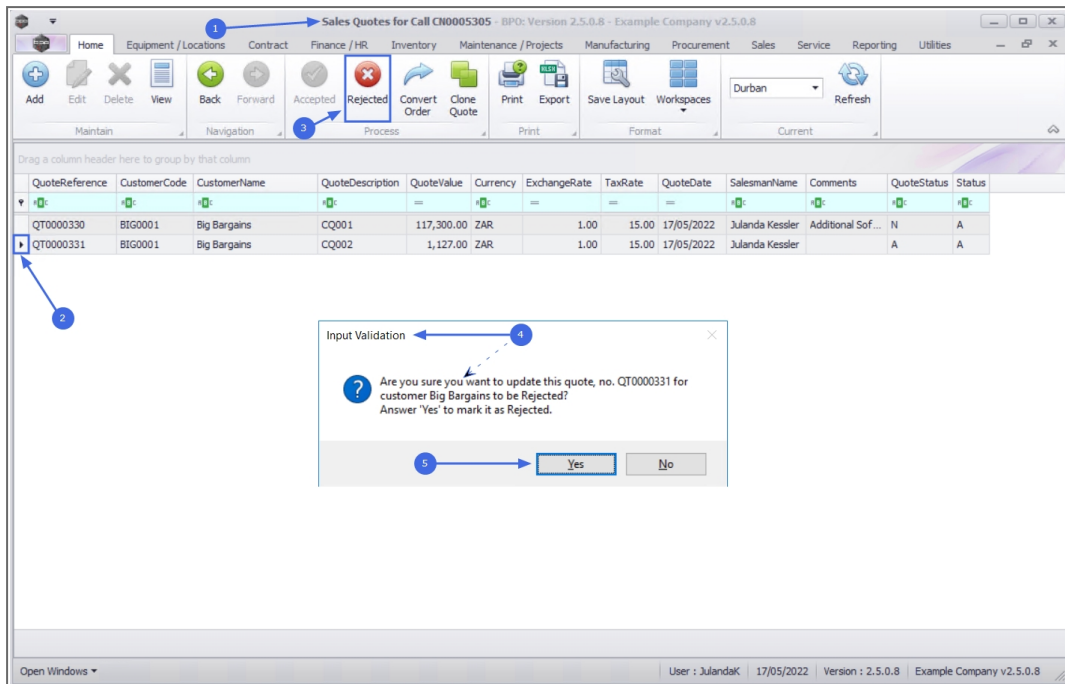 1
Sales Quotes for Call CN0005305 - BPO: Version 2.5.0.8 - Example Company v2.5.0.8
Home Equipment / Locations Contract Finance / HR Inventory Maintenance / Projects Manufacturing Procurement Sales Service Reporting Utilities
Add Edit Delete View Back Forward Accepted Rejected Convert Order Clone Quote Print Export Save Layout Workspaces Durban Refresh
3
Maintain Navigation Process Print Format Current
Drag a column header here to group by that column
QuoteReference CustomerCode CustomerName QuoteDescription QuoteValue Currency ExchangeRate TaxRate QuoteDate SalesmanName Comments QuoteStatus Status
QT0000330 BIG0001 Big Bargains CQ001 117,300.00 ZAR 1.00 15.00 17/05/2022 Julanda Kessler Additional Sof... N A
QT0000331 BIG0001 Big Bargains CQ002 1,127.00 ZAR 1.00 15.00 17/05/2022 Julanda Kessler A A
2
Input Validation 4
Are you sure you want to update this quote, no. QT0000331 for
customer Big Bargains to be Rejected?
Answer 'Yes' to mark it as Rejected.
5 Yes No
Open Windows User : JulandaK 17/05/2022 Version : 2.5.0.8 Example Company v2.5.0.8